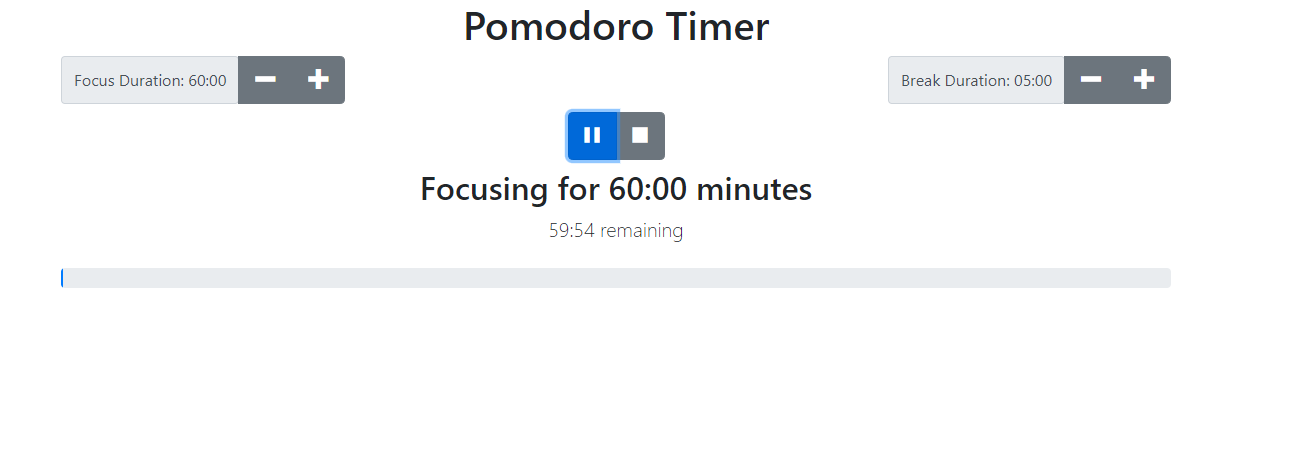 Pomodoro Timer
Focus Duration: 60:00
Break Duration: 05:00
Focusing for 60:00 minutes
59:54 remaining